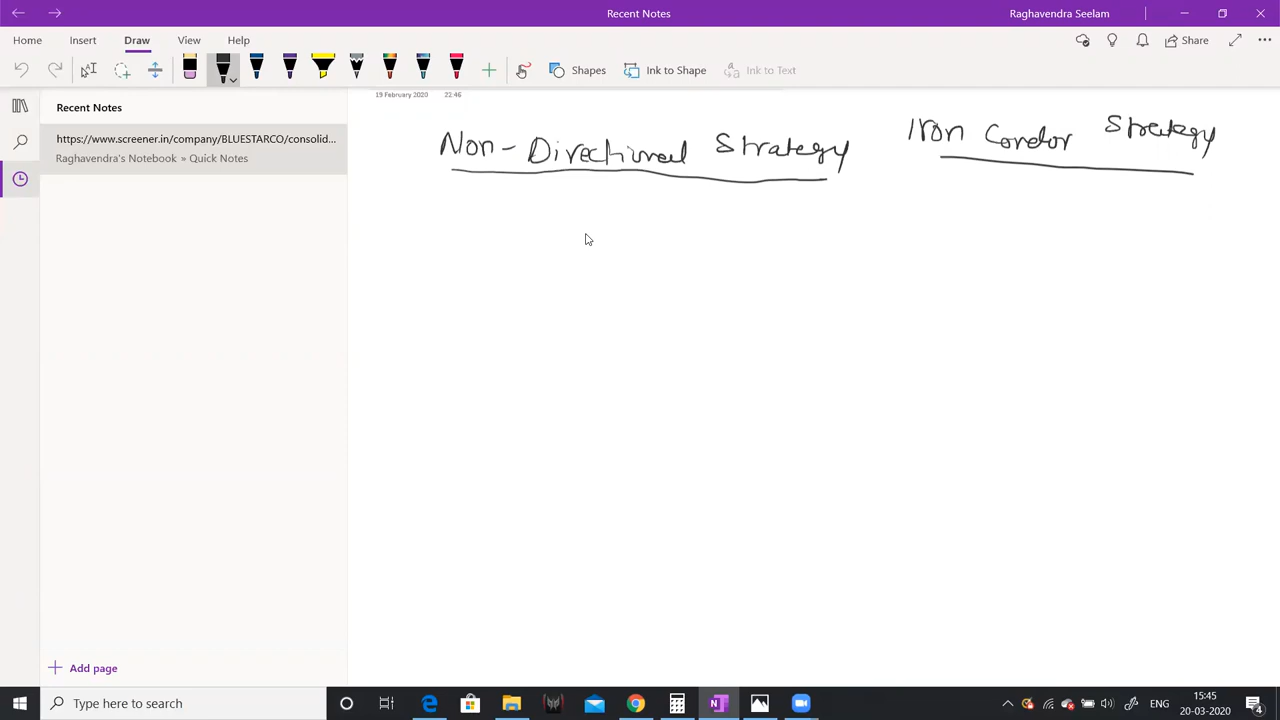 Recent Notes
Raghavendra Seelam
Home Insert Draw View Help
Share
Shapes
Ink to Shape
Ink to Text
Recent Notes
https://www.screener.in/company/BLUESTARCO/consolid...
Raghavendra's Notebook » Quick Notes
19 February 2020 22:46
Non-Directional Strategy
Iron Condor Strategy
Add page
Type here to search
ENG
15:45
20-03-2020
4